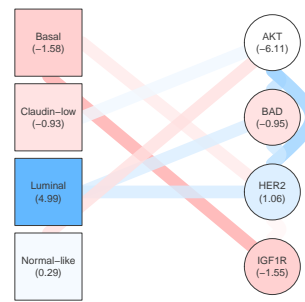 Basal
(−1.58)
Claudin−low
(−0.93)
Luminal
(4.99)
Normal−like
(0.29)
AKT
(−6.11)
BAD
(−0.95)
HER2
(1.06)
IGF1R
(−1.55)